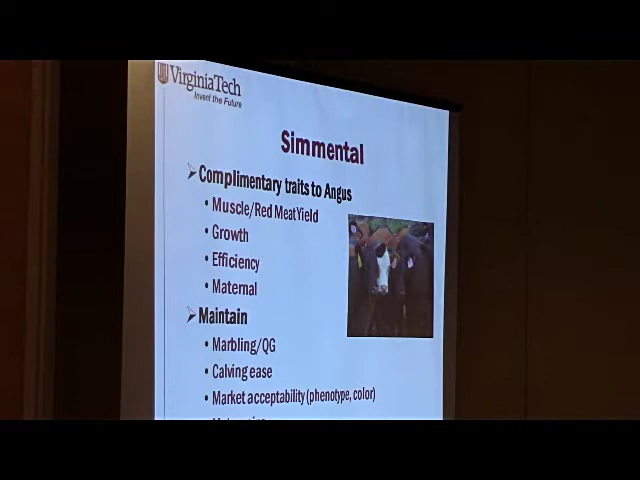 VirginiaTech
Invent the Future
Simmental
Complimentary traits to Angus
• Muscle/Red Meat Yield
• Growth
• Efficiency
• Maternal
Maintain
• Marbling/QG
• Calving ease
• Market acceptability (phenotype, color)